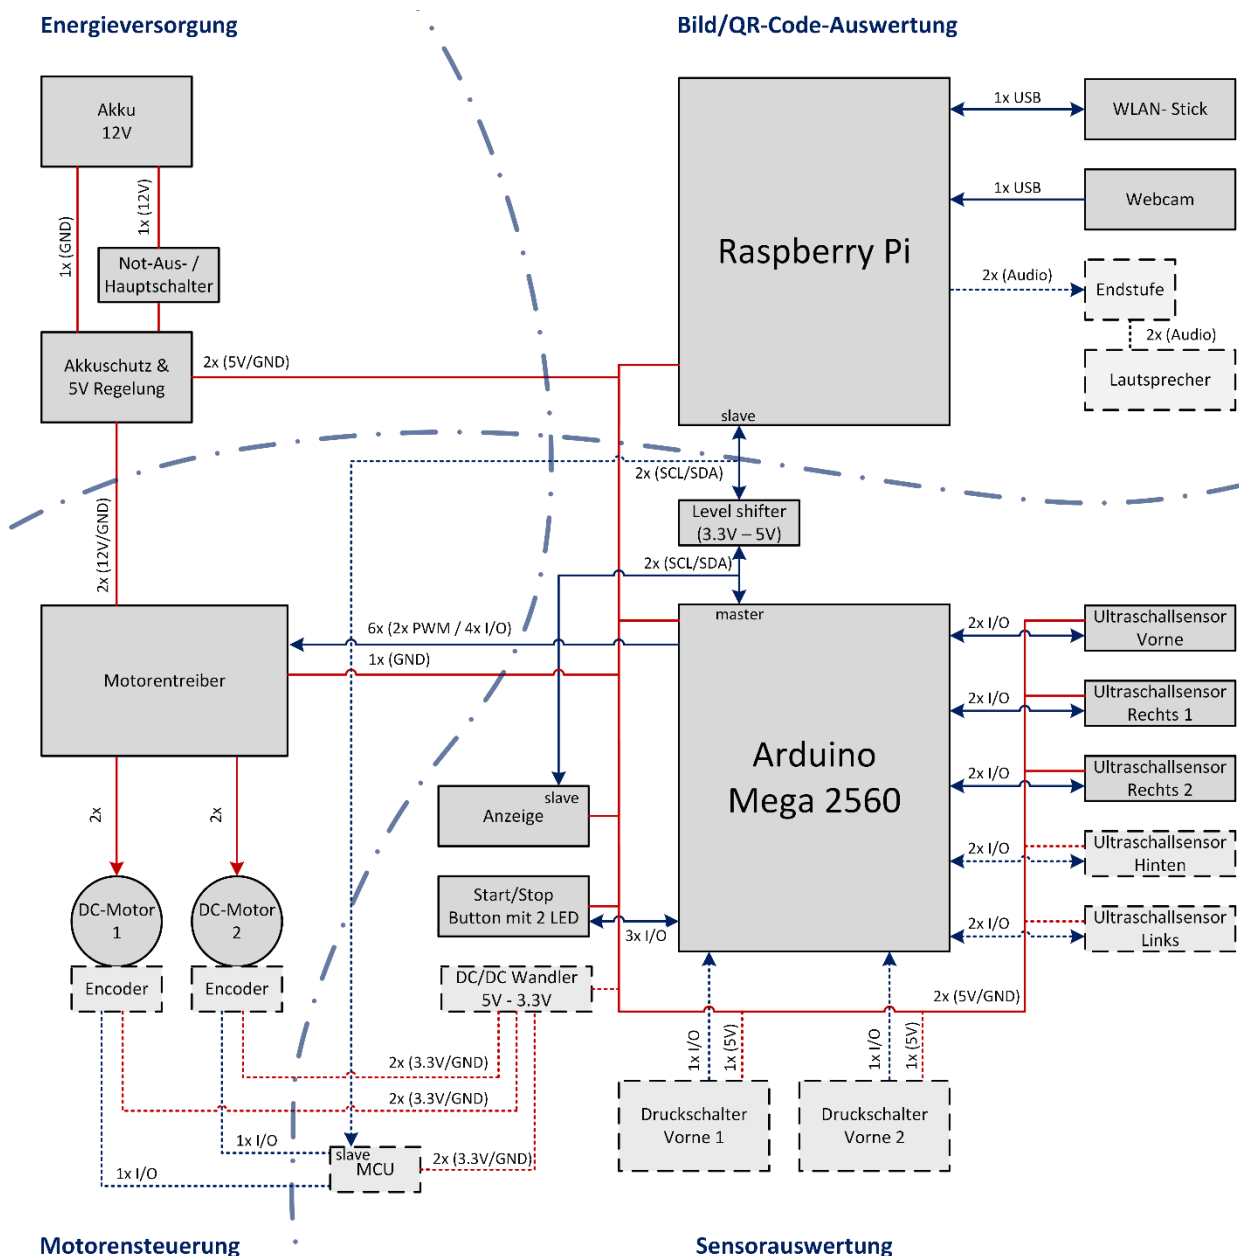 Energieversorgung
Bild/QR-Code-Auswertung
Akku
12V
1x (GND)
1x (12V)
Not-Aus- /
Hauptschalter
Akkuschutz &
5V Regelung
2x (5V/GND)
2x (12V/GND)
Raspberry Pi
slave
1x USB
WLAN- Stick
1x USB
Webcam
2x (Audio)
Endstufe
2x (Audio)
Lautsprecher
2x (SCL/SDA)
Level shifter
(3.3V – 5V)
2x (SCL/SDA)
master
Arduino
Mega 2560
6x (2x PWM / 4x I/O)
1x (GND)
Motorentreiber
2x
2x
DC-Motor
1
DC-Motor
2
Encoder
Encoder
slave
Anzeige
Start/Stop
Button mit 2 LED
3x I/O
DC/DC Wandler
5V - 3.3V
2x I/O
Ultraschallsensor
Vorne
2x I/O
Ultraschallsensor
Rechts 1
2x I/O
Ultraschallsensor
Rechts 2
2x I/O
Ultraschallsensor
Hinten
2x I/O
Ultraschallsensor
Links
2x (5V/GND)
1x I/O
1x (5V)
1x I/O
1x (5V)
Druckschalter
Vorne 1
Druckschalter
Vorne 2
2x (3.3V/GND)
2x (3.3V/GND)
1x I/O
slave
MCU
2x (3.3V/GND)
1x I/O
Motorensteuerung
Sensorauswertung